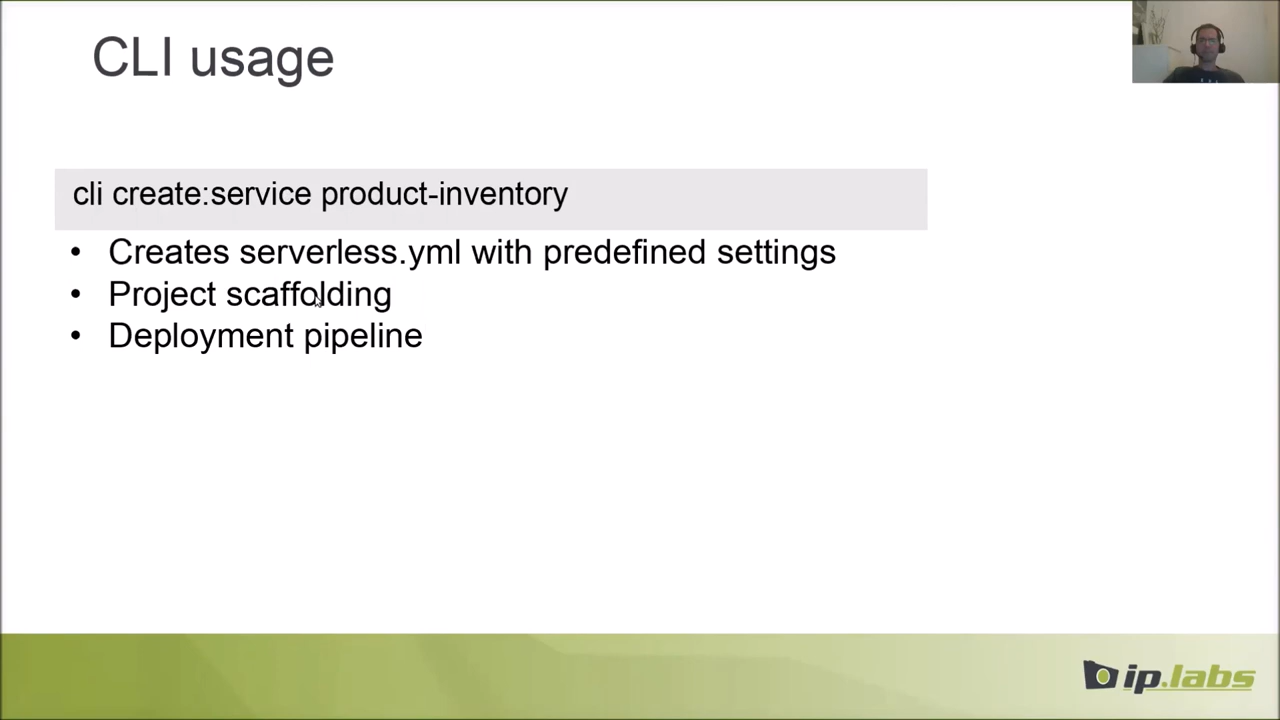 CLI usage
cli create:service product-inventory
• Creates serverless.yml with predefined settings
• Project scaffolding
• Deployment pipeline
ip.labs